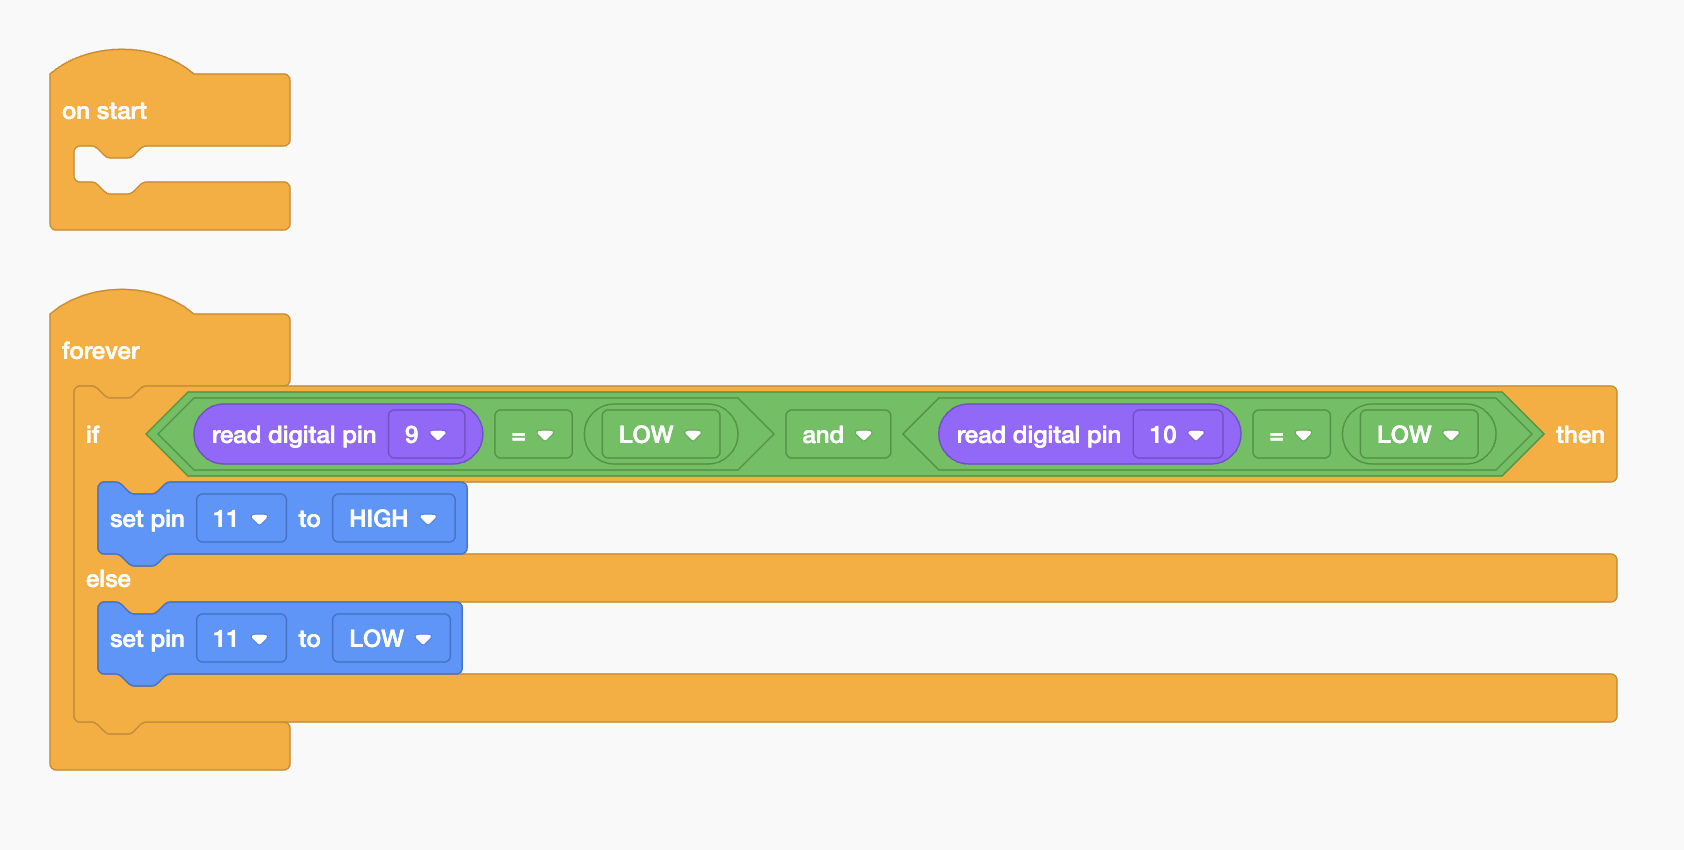 on start
forever
if read digital pin 9 = LOW and read digital pin 10 = LOW then
set pin 11 to HIGH
else
set pin 11 to LOW